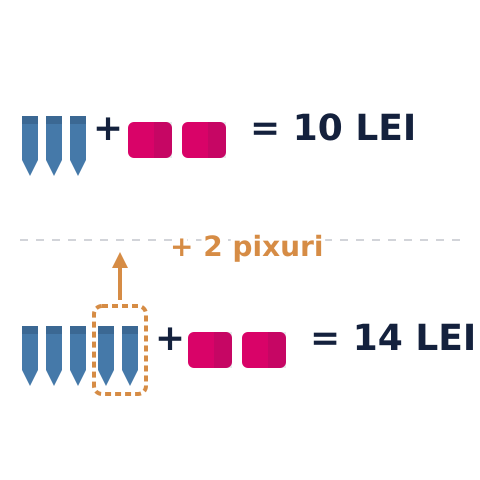 + = 10 LEI
+ 2 pixuri
+ = 14 LEI